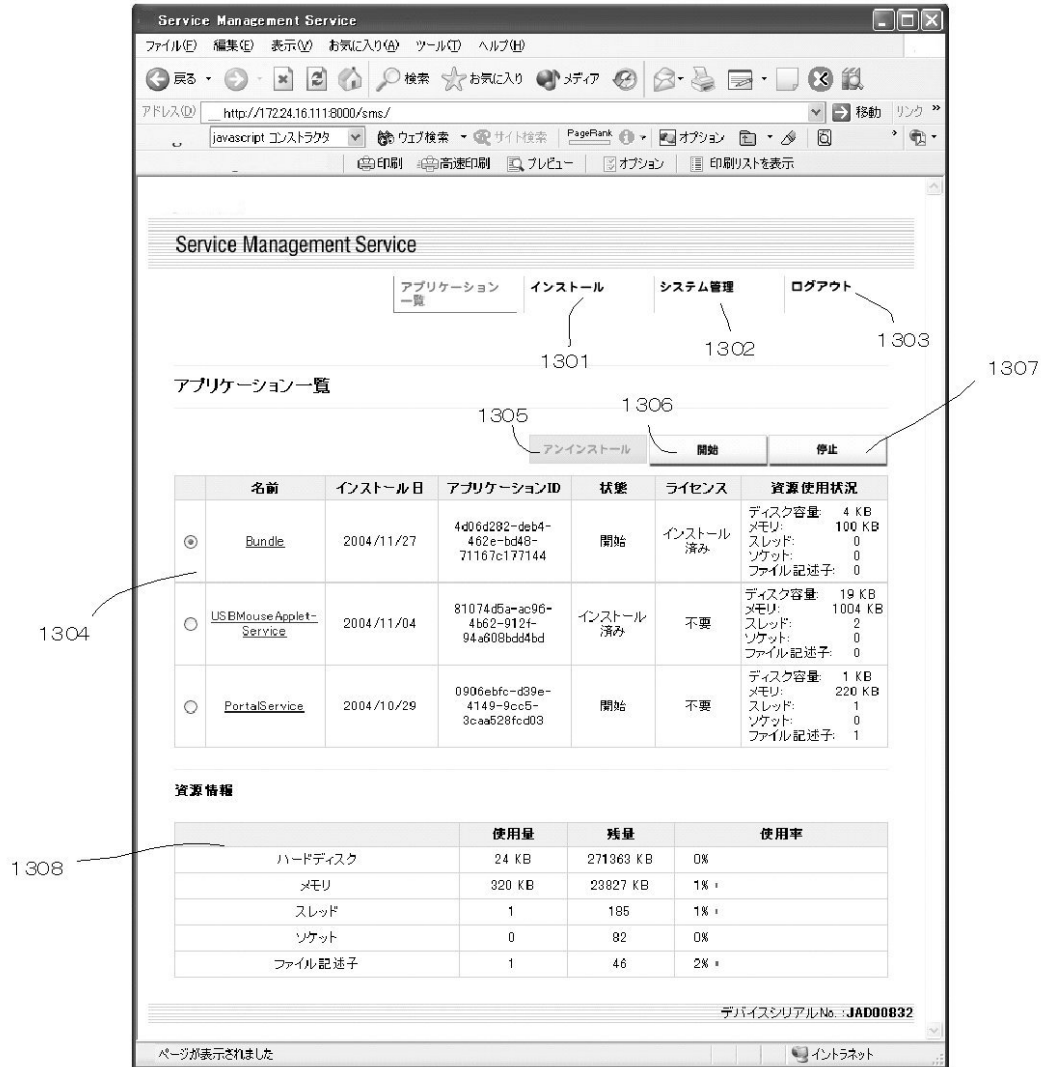 Service Management Service
ファイル(F) 編集(E) 表示(V) お気に入り(A) ツール(T) ヘルプ(H)
戻る 検索 お気に入り メディア
アドレス(D) http://172.24.16.111:8000/sms/ 移動 リンク »
javascript コンストラクタ ウェブ検索 サイト検索 PageRank オプション
印刷 高速印刷 プレビュー オプション 印刷リストを表示
Service Management Service
アプリケーション
一覧
インストール システム管理 ログアウト
1301 1302 1303
アプリケーション一覧
1305 1306 1307
アンインストール 開始 停止
名前 インストール日 アプリケーションID 状態 ライセンス 資源使用状況
Bundle 2004/11/27
4d06d282-deb4-
462e-bd48-
71167c177144
開始
インストール
済み
ディスク容量: 4 KB
メモリ: 100 KB
スレッド: 0
ソケット: 0
ファイル記述子: 0
1304
USBMouseApplet-
Service
2004/11/04
81074d5a-ac96-
4b62-912f-
94a608bdd4bd
インストール
済み
不要
ディスク容量: 19 KB
メモリ: 1004 KB
スレッド: 2
ソケット: 0
ファイル記述子: 0
PortalService 2004/10/29
0906ebfc-d39e-
4149-9cc5-
3caa528fcd03
開始 不要
ディスク容量: 1 KB
メモリ: 220 KB
スレッド: 1
ソケット: 0
ファイル記述子: 1
資源情報
1308
使用量 残量 使用率
ハードディスク 24 KB 271363 KB 0%
メモリ 320 KB 23827 KB 1%
スレッド 1 185 1%
ソケット 0 82 0%
ファイル記述子 1 46 2%
デバイスシリアルNo. :JAD00832
ページが表示されました イントラネット